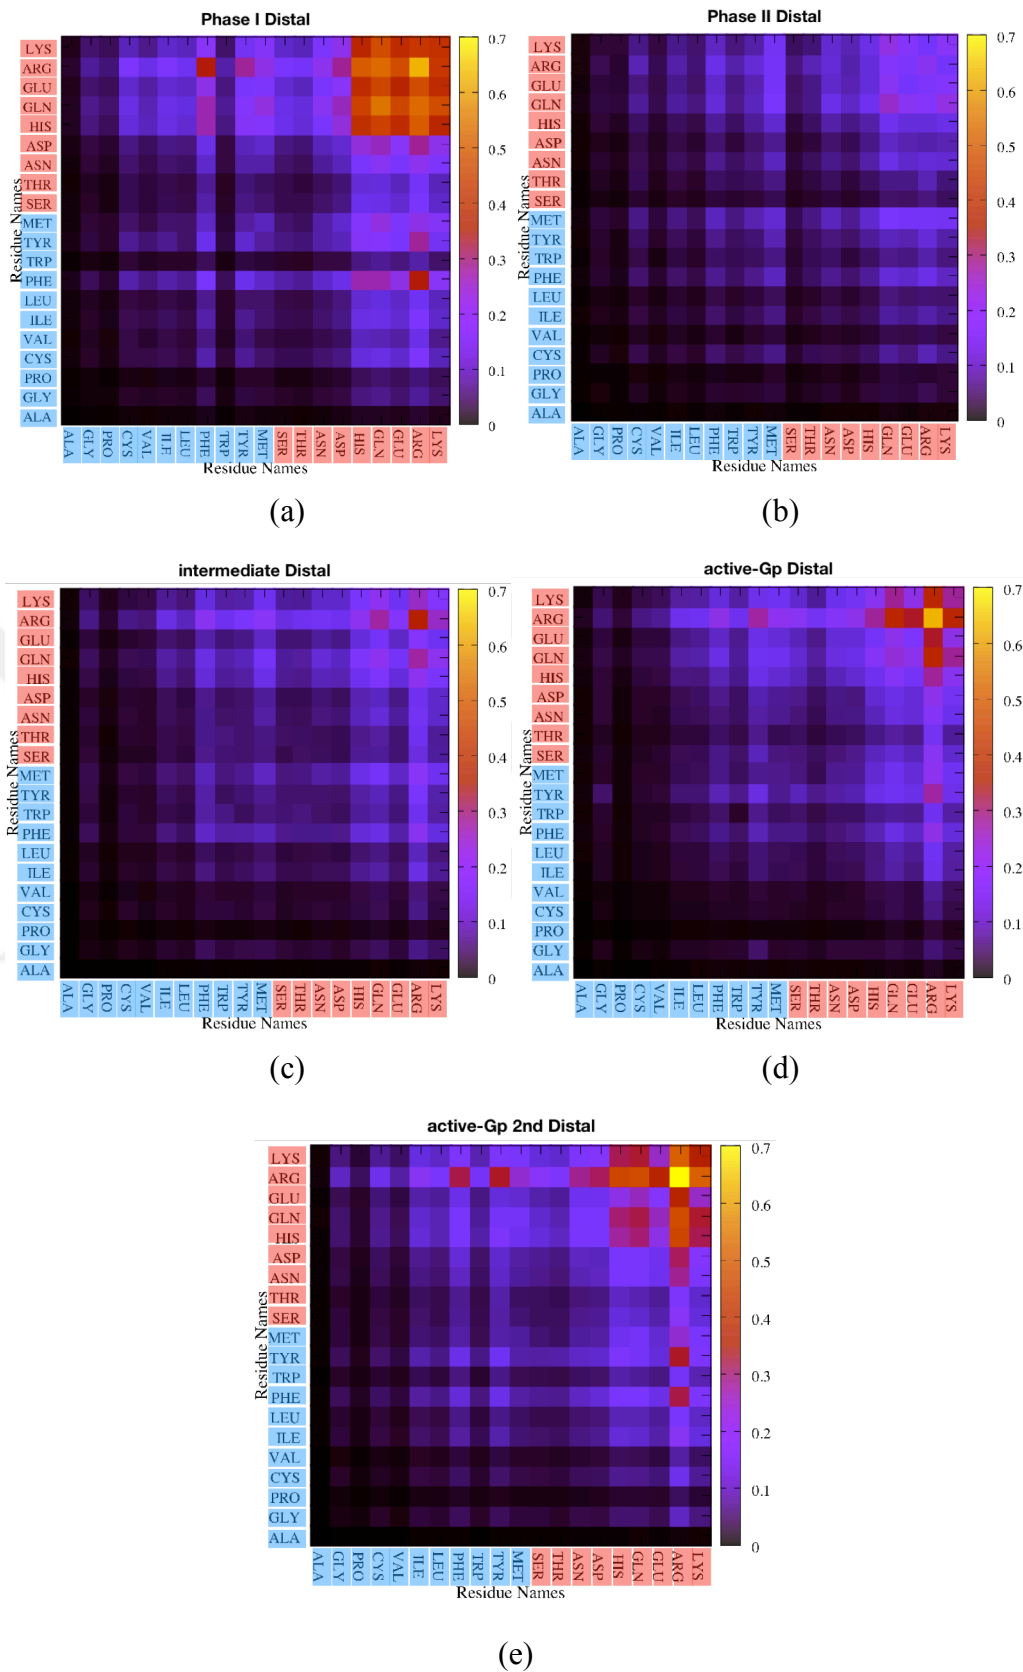 Phase I Distal
LYS
ARG
GLU
GLN
HIS
ASP
ASN
THR
SER
MET
TYR
TRP
PHE
LEU
ILE
VAL
CYS
PRO
GLY
ALA
Residue Names
0.7
0.6
0.5
0.4
0.3
0.2
0.1
0
ALA GLY PRO CYS VAL ILE LEU PHE TRP TYR MET SER THR ASN ASP HIS GLN GLU ARG LYS
Residue Names
(a)
Phase II Distal
LYS
ARG
GLU
GLN
HIS
ASP
ASN
THR
SER
MET
TYR
TRP
PHE
LEU
ILE
VAL
CYS
PRO
GLY
ALA
Residue Names
0.7
0.6
0.5
0.4
0.3
0.2
0.1
0
ALA GLY PRO CYS VAL ILE LEU PHE TRP TYR MET SER THR ASN ASP HIS GLN GLU ARG LYS
Residue Names
(b)
intermediate Distal
LYS
ARG
GLU
GLN
HIS
ASP
ASN
THR
SER
MET
TYR
TRP
PHE
LEU
ILE
VAL
CYS
PRO
GLY
ALA
Residue Names
0.7
0.6
0.5
0.4
0.3
0.2
0.1
0
ALA GLY PRO CYS VAL ILE LEU PHE TRP TYR MET SER THR ASN ASP HIS GLN GLU ARG LYS
Residue Names
(c)
active-Gp Distal
LYS
ARG
GLU
GLN
HIS
ASP
ASN
THR
SER
MET
TYR
TRP
PHE
LEU
ILE
VAL
CYS
PRO
GLY
ALA
Residue Names
0.7
0.6
0.5
0.4
0.3
0.2
0.1
0
ALA GLY PRO CYS VAL ILE LEU PHE TRP TYR MET SER THR ASN ASP HIS GLN GLU ARG LYS
Residue Names
(d)
active-Gp 2nd Distal
LYS
ARG
GLU
GLN
HIS
ASP
ASN
THR
SER
MET
TYR
TRP
PHE
LEU
ILE
VAL
CYS
PRO
GLY
ALA
Residue Names
0.7
0.6
0.5
0.4
0.3
0.2
0.1
0
ALA GLY PRO CYS VAL ILE LEU PHE TRP TYR MET SER THR ASN ASP HIS GLN GLU ARG LYS
Residue Names
(e)